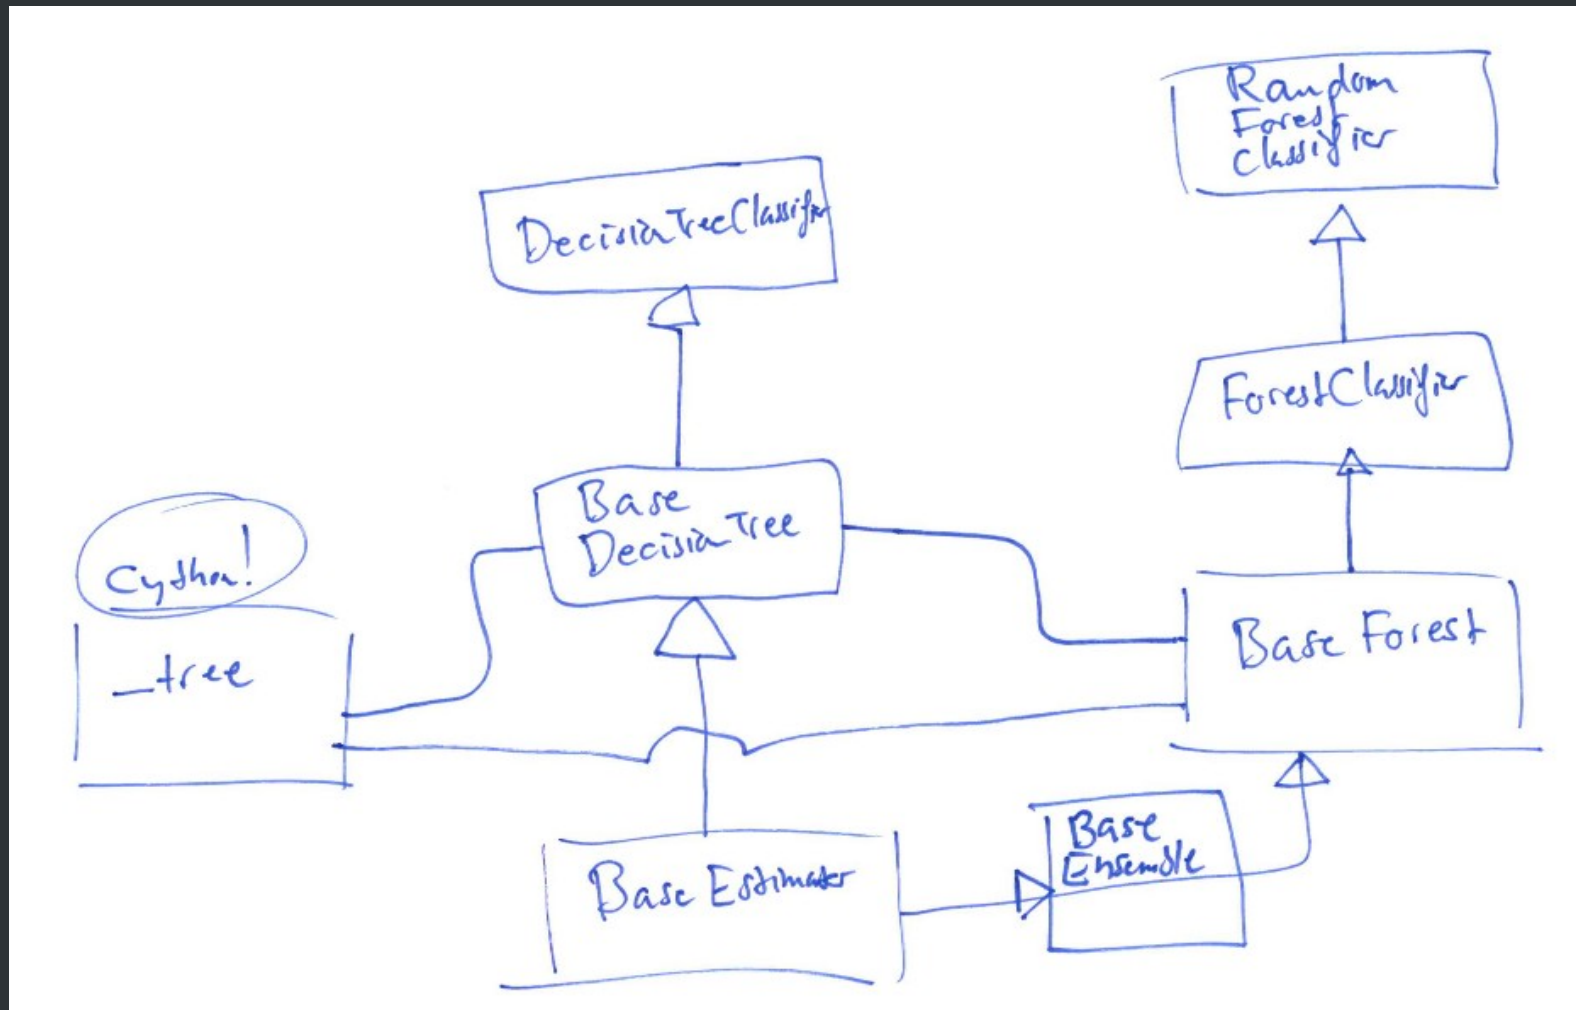 Random
Forest
Classifier
DecisionTreeClassifier
ForestClassifier
Base
DecisionTree
Cython!
_tree
Base Forest
Base
Ensemble
Base Estimator